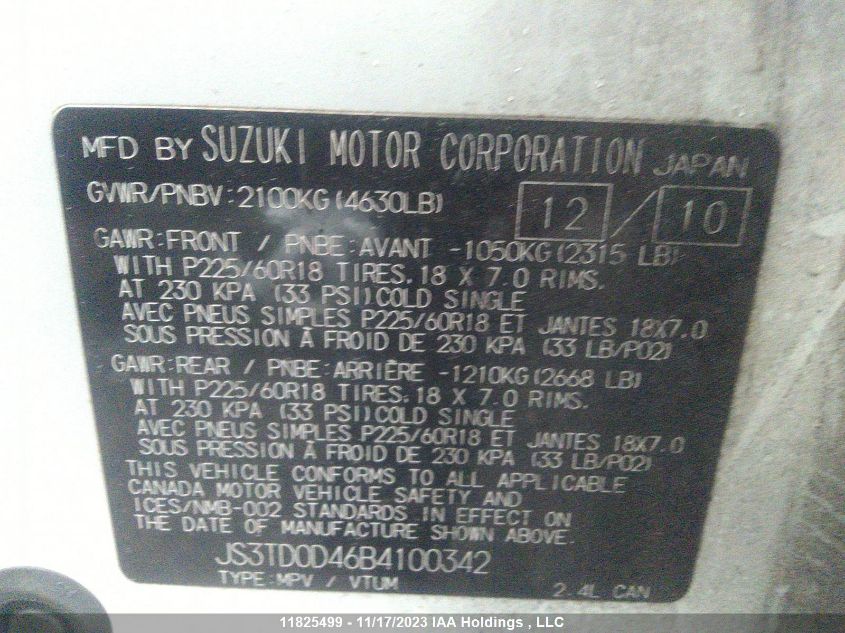 MFD BY SUZUKI MOTOR CORPORATION JAPAN
GVWR/PNBV:2100KG(4630LB) 12 / 10
GAWR:FRONT / PNBE:AVANT -1050KG(2315 LB)
WITH P225/60R18 TIRES.18 X 7.0 RIMS.
AT 230 KPA (33 PSI)COLD SINGLE
AVEC PNEUS SIMPLES P225/60R18 ET JANTES 18X7.0
SOUS PRESSION À FROID DE 230 KPA (33 LB/PO2)
GAWR:REAR / PNBE:ARRIÈRE -1210KG(2668 LB)
WITH P225/60R18 TIRES.18 X 7.0 RIMS.
AT 230 KPA (33 PSI)COLD SINGLE
AVEC PNEUS SIMPLES P225/60R18 ET JANTES 18X7.0
SOUS PRESSION À FROID DE 230 KPA (33 LB/PO2)
THIS VEHICLE CONFORMS TO ALL APPLICABLE
CANADA MOTOR VEHICLE SAFETY AND
ICES/NMB-002 STANDARDS IN EFFECT ON
THE DATE OF MANUFACTURE SHOWN ABOVE.
JS3TD0D46B4100342
TYPE:MPV / VTUM 2.4L CAN
11825499 - 11/17/2023 IAA Holdings , LLC